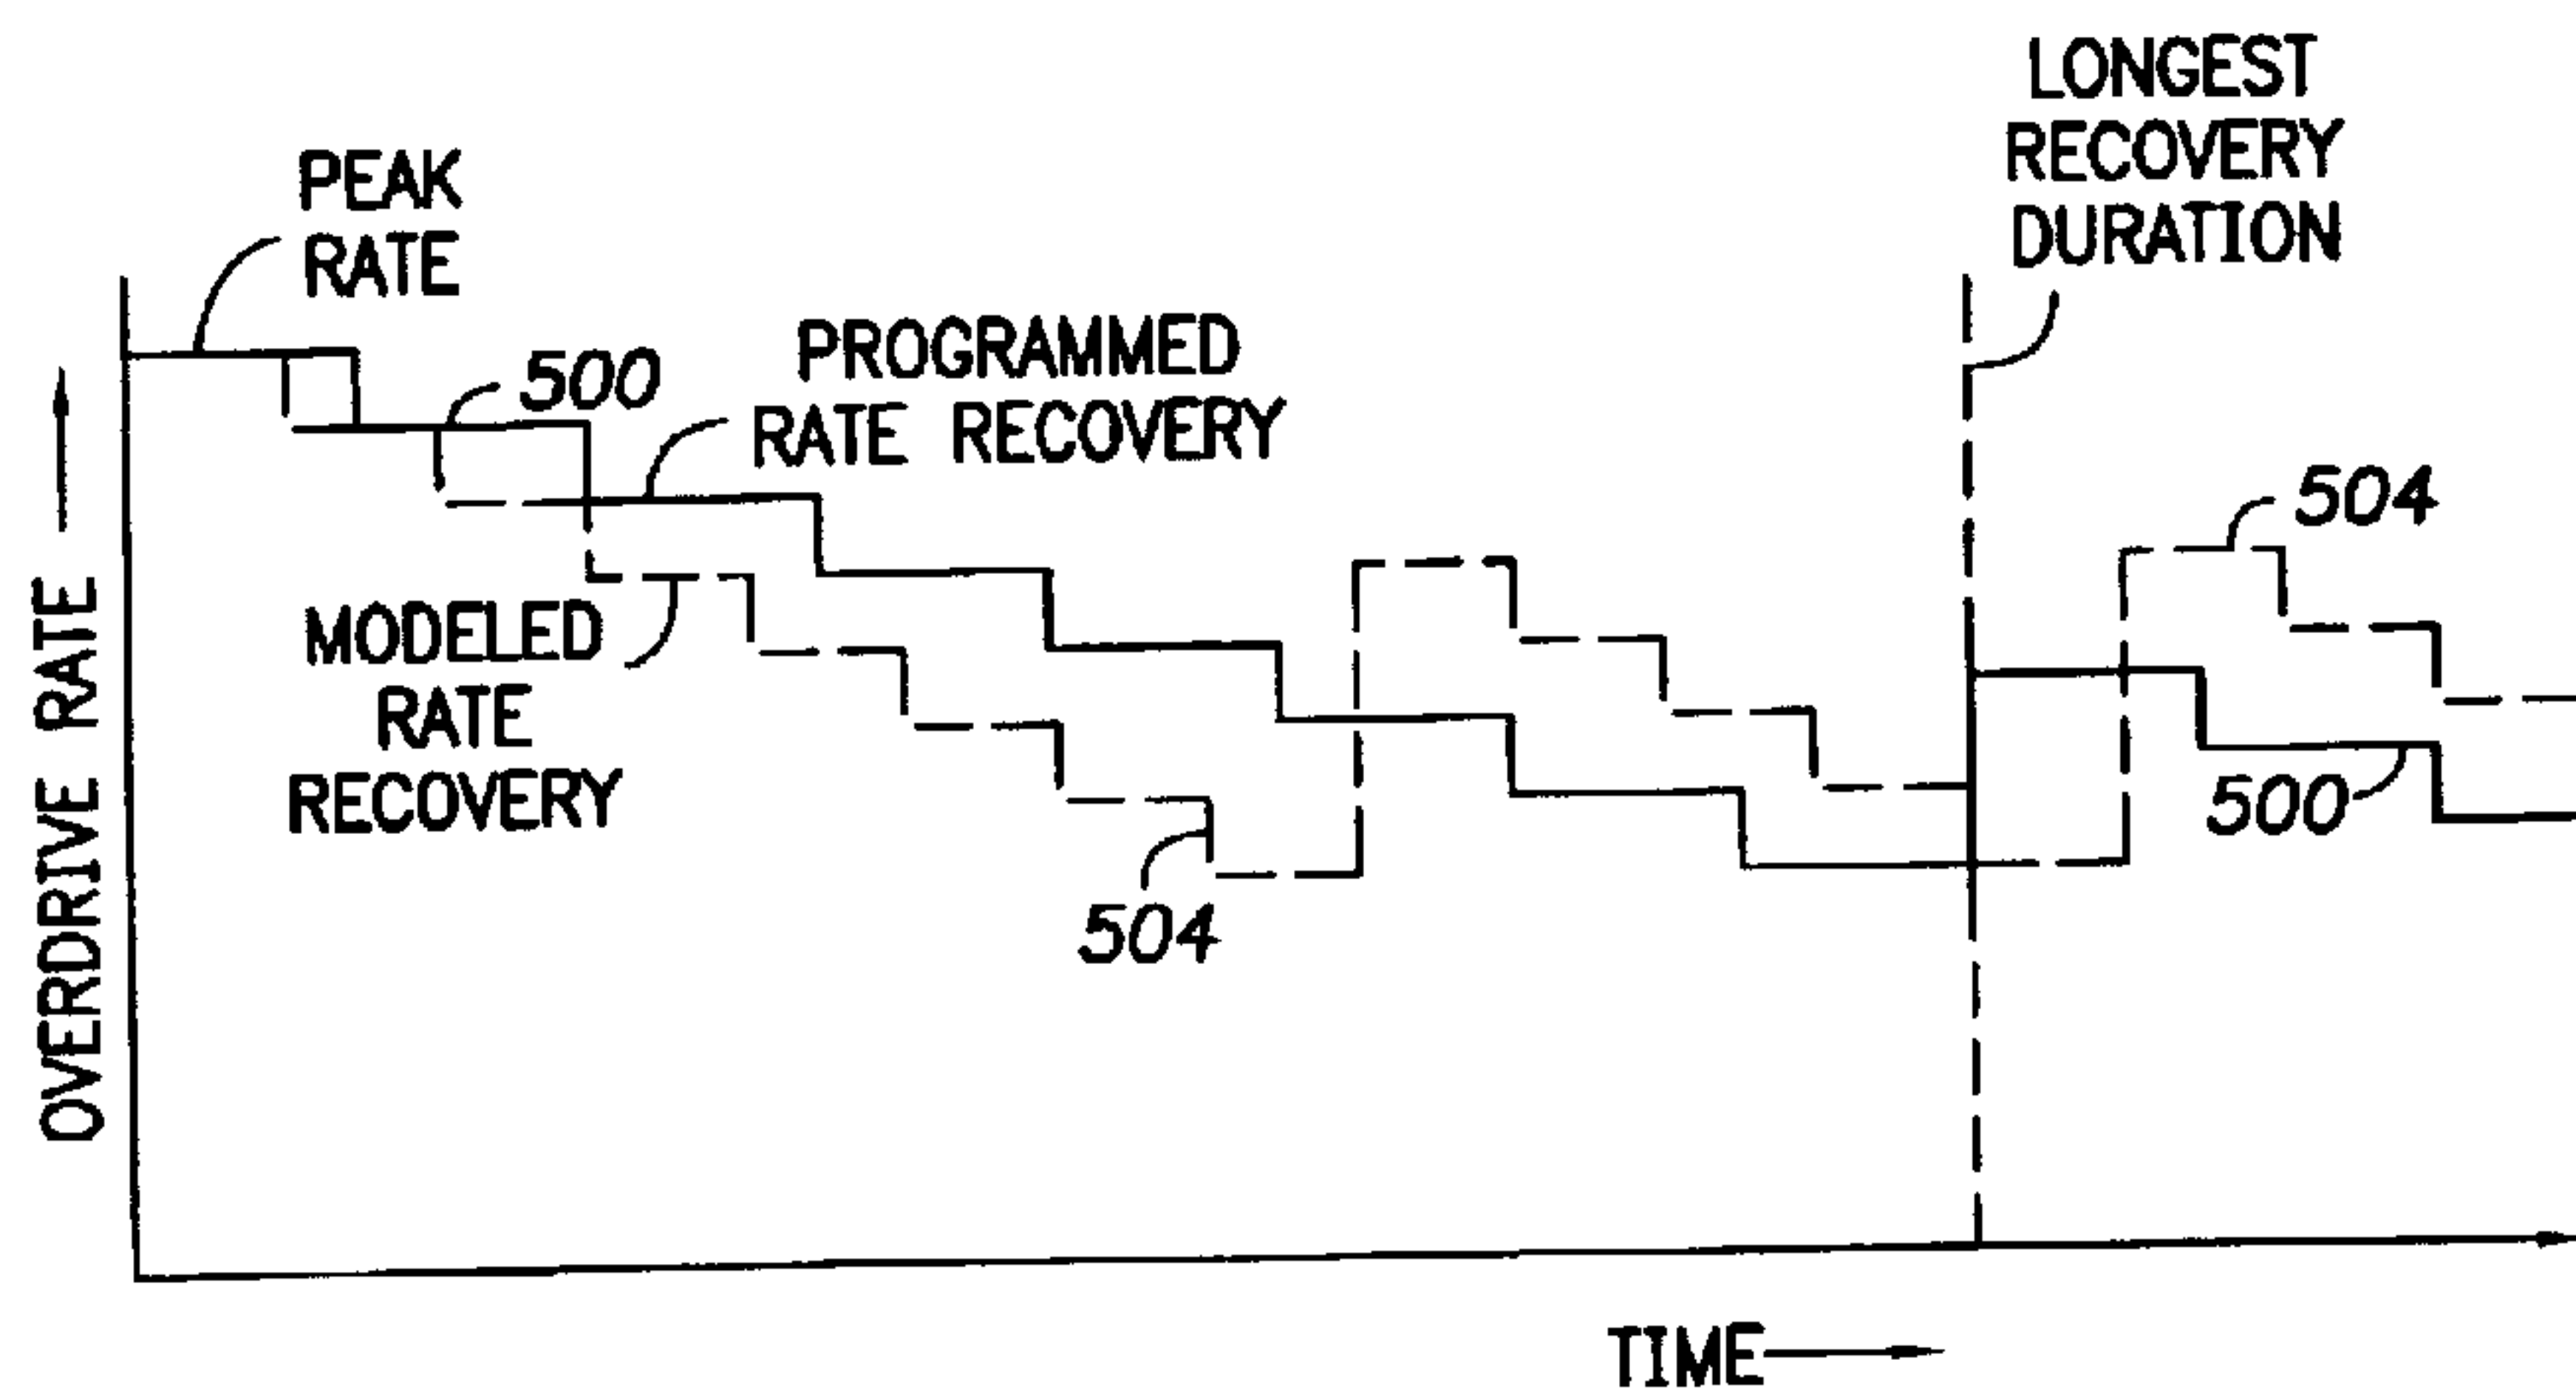 LONGEST
RECOVERY
DURATION
PEAK
RATE
500
PROGRAMMED
RATE RECOVERY
504
MODELED
RATE
RECOVERY
504
500
OVERDRIVE RATE
TIME